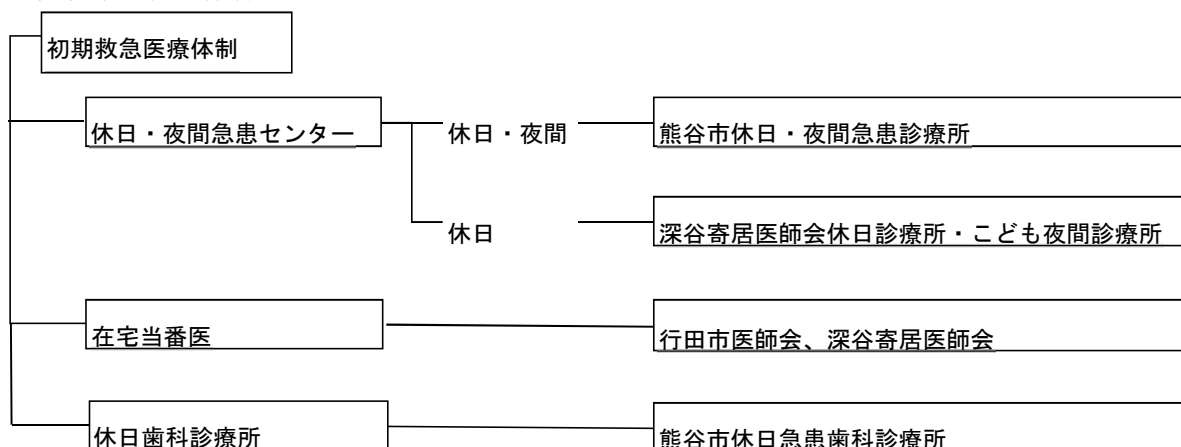 初期救急医療体制
休日・夜間急患センター 休日・夜間 熊谷市休日・夜間急患診療所
休日 深谷寄居医師会休日診療所・こども夜間診療所
在宅当番医 行田市医師会、深谷寄居医師会
休日歯科診療所 熊谷市休日急患歯科診療所